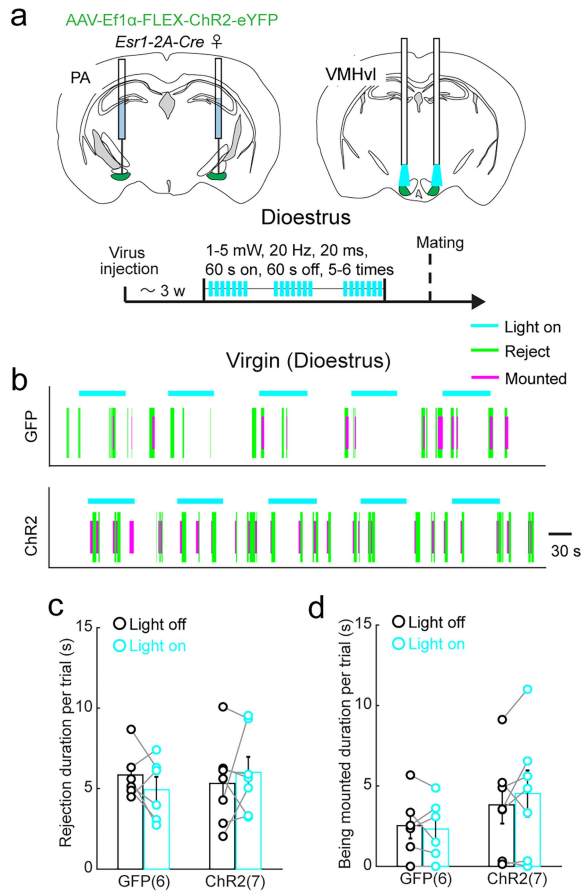 a
AAV-Ef1α-FLEX-ChR2-eYFP
Esr1-2A-Cre ♀
PA
VMHvl
Dioestrus
Virus
injection
~ 3 w
1-5 mW, 20 Hz, 20 ms,
60 s on, 60 s off, 5-6 times
Mating
Light on
Reject
Mounted
b
Virgin (Dioestrus)
GFP
ChR2
30 s
c
Light off
Light on
Rejection duration per trial (s)
15
10
5
0
GFP(6)
ChR2(7)
d
Light off
Light on
Being mounted duration per trial (s)
15
10
5
0
GFP(6)
ChR2(7)